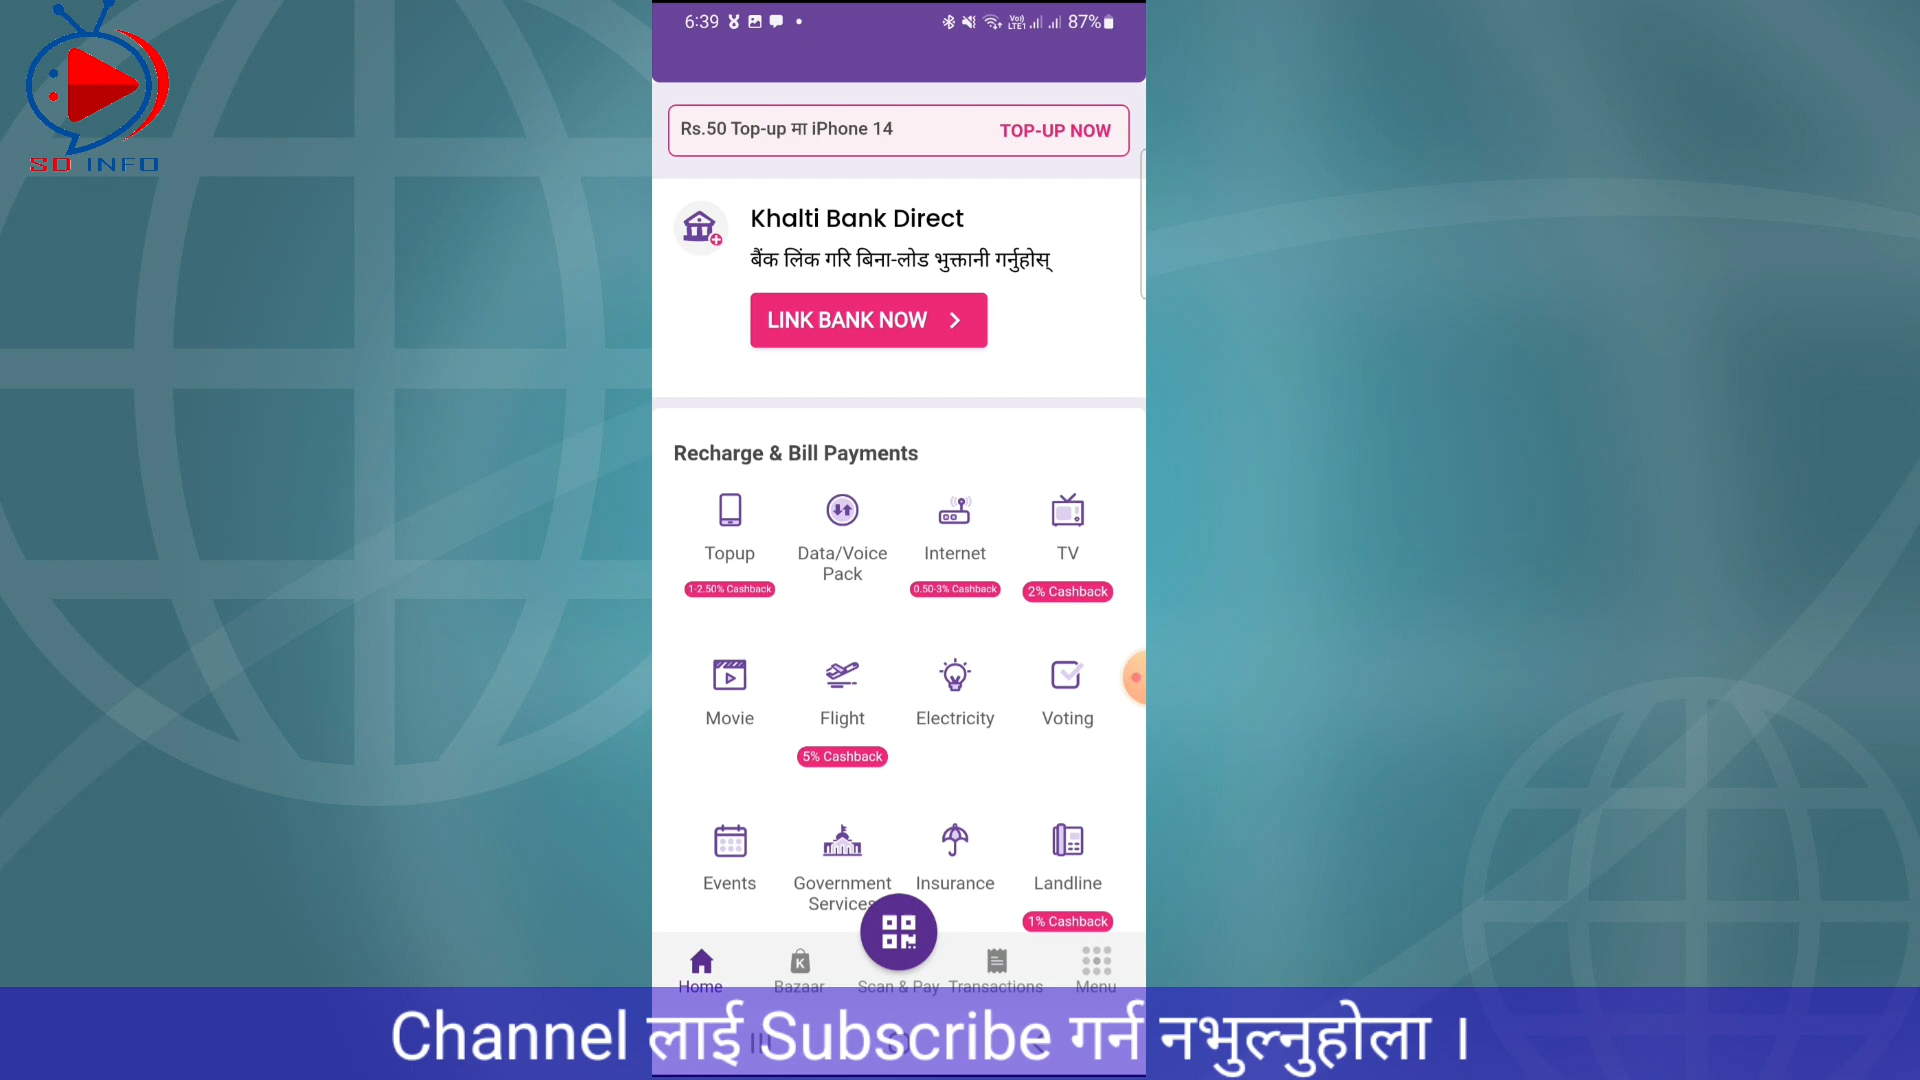 SD INFO
6:39
Vo)) LTE1 87%
Rs.50 Top-up मा iPhone 14
TOP-UP NOW
Khalti Bank Direct
बैंक लिंक गरि बिना-लोड भुक्तानी गर्नुहोस्
LINK BANK NOW
Recharge & Bill Payments
Topup
Data/Voice Pack
Internet
TV
1-2.50% Cashback
0.50-3% Cashback
2% Cashback
Movie
Flight
Electricity
Voting
5% Cashback
Events
Government Services
Insurance
Landline
1% Cashback
Home
Bazaar
Scan & Pay
Transactions
Menu
Channel लाई Subscribe गर्न नभुल्नुहोला ।